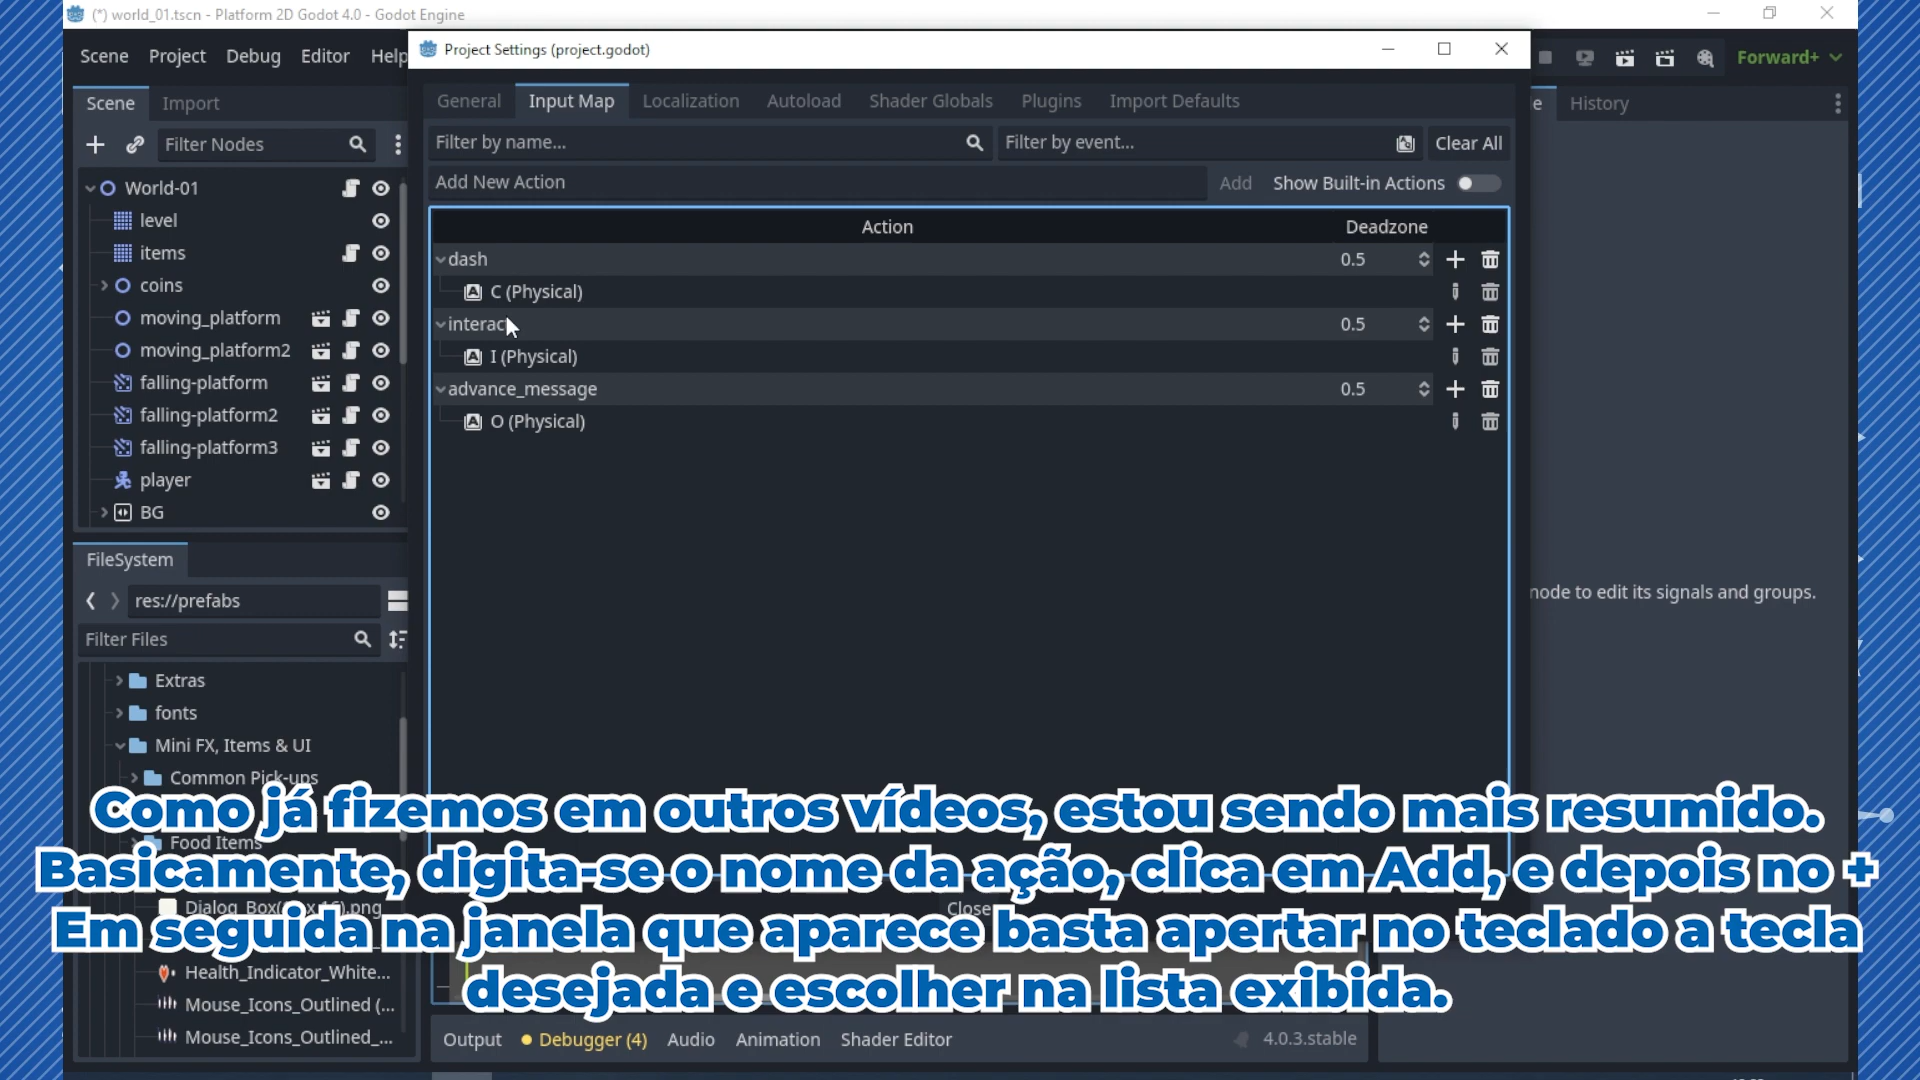 (*) world_01.tscn - Platform 2D Godot 4.0 - Godot Engine
Scene Project Debug Editor Help
Project Settings (project.godot)
Forward+
Scene Import
General Input Map Localization Autoload Shader Globals Plugins Import Defaults
History
Filter Nodes
Filter by name...
Filter by event...
Clear All
Add New Action
Add
Show Built-in Actions
World-01
level
items
coins
moving_platform
moving_platform2
falling-platform
falling-platform2
falling-platform3
player
BG
Action Deadzone
dash 0.5
C (Physical)
interact 0.5
I (Physical)
advance_message 0.5
O (Physical)
node to edit its signals and groups.
FileSystem
res://prefabs
Filter Files
Extras
fonts
Mini FX, Items & UI
Common Pick-ups
Food Items
Health_Indicator_White...
Mouse_Icons_Outlined (...
Mouse_Icons_Outlined_...
Close
Como já fizemos em outros vídeos, estou sendo mais resumido.
Basicamente, digita-se o nome da ação, clica em Add, e depois no +
Em seguida na janela que aparece basta apertar no teclado a tecla
desejada e escolher na lista exibida.
Output Debugger (4) Audio Animation Shader Editor
4.0.3.stable